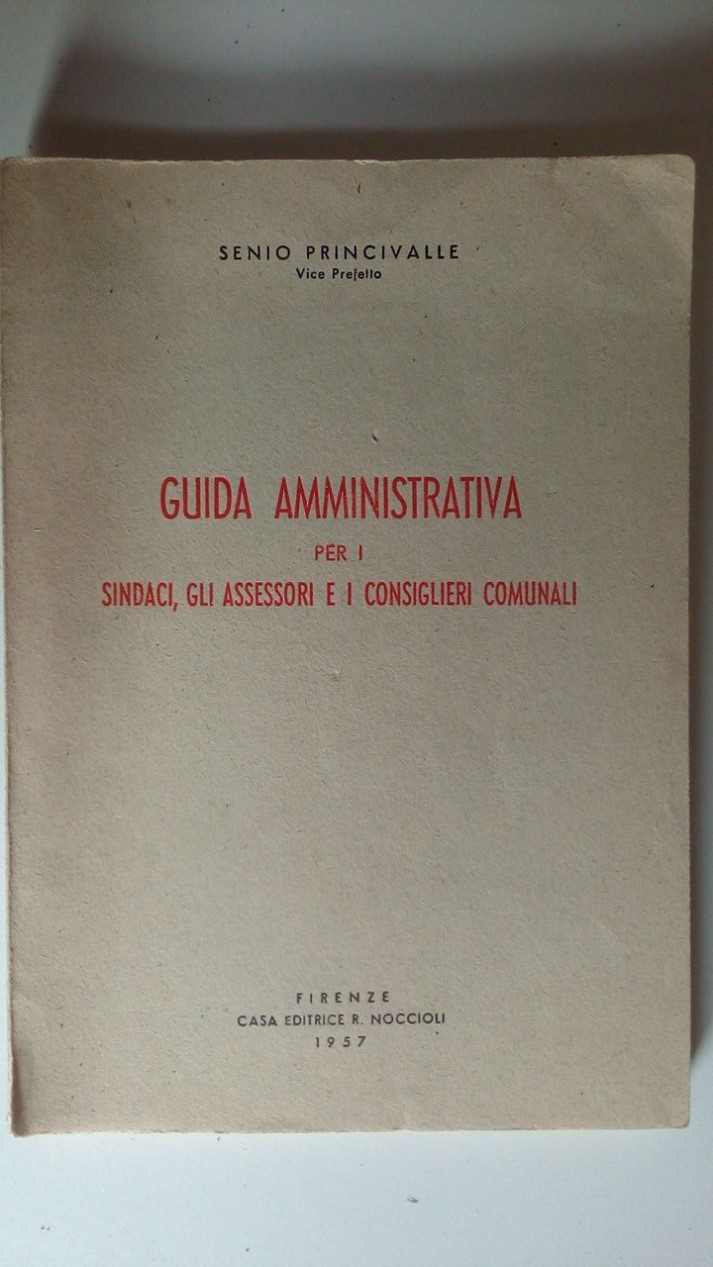 SENIO PRINCIVALLE
Vice Prefetto
GUIDA AMMINISTRATIVA
PER I
SINDACI, GLI ASSESSORI E I CONSIGLIERI COMUNALI
FIRENZE
CASA EDITRICE R. NOCCIOLI
1957